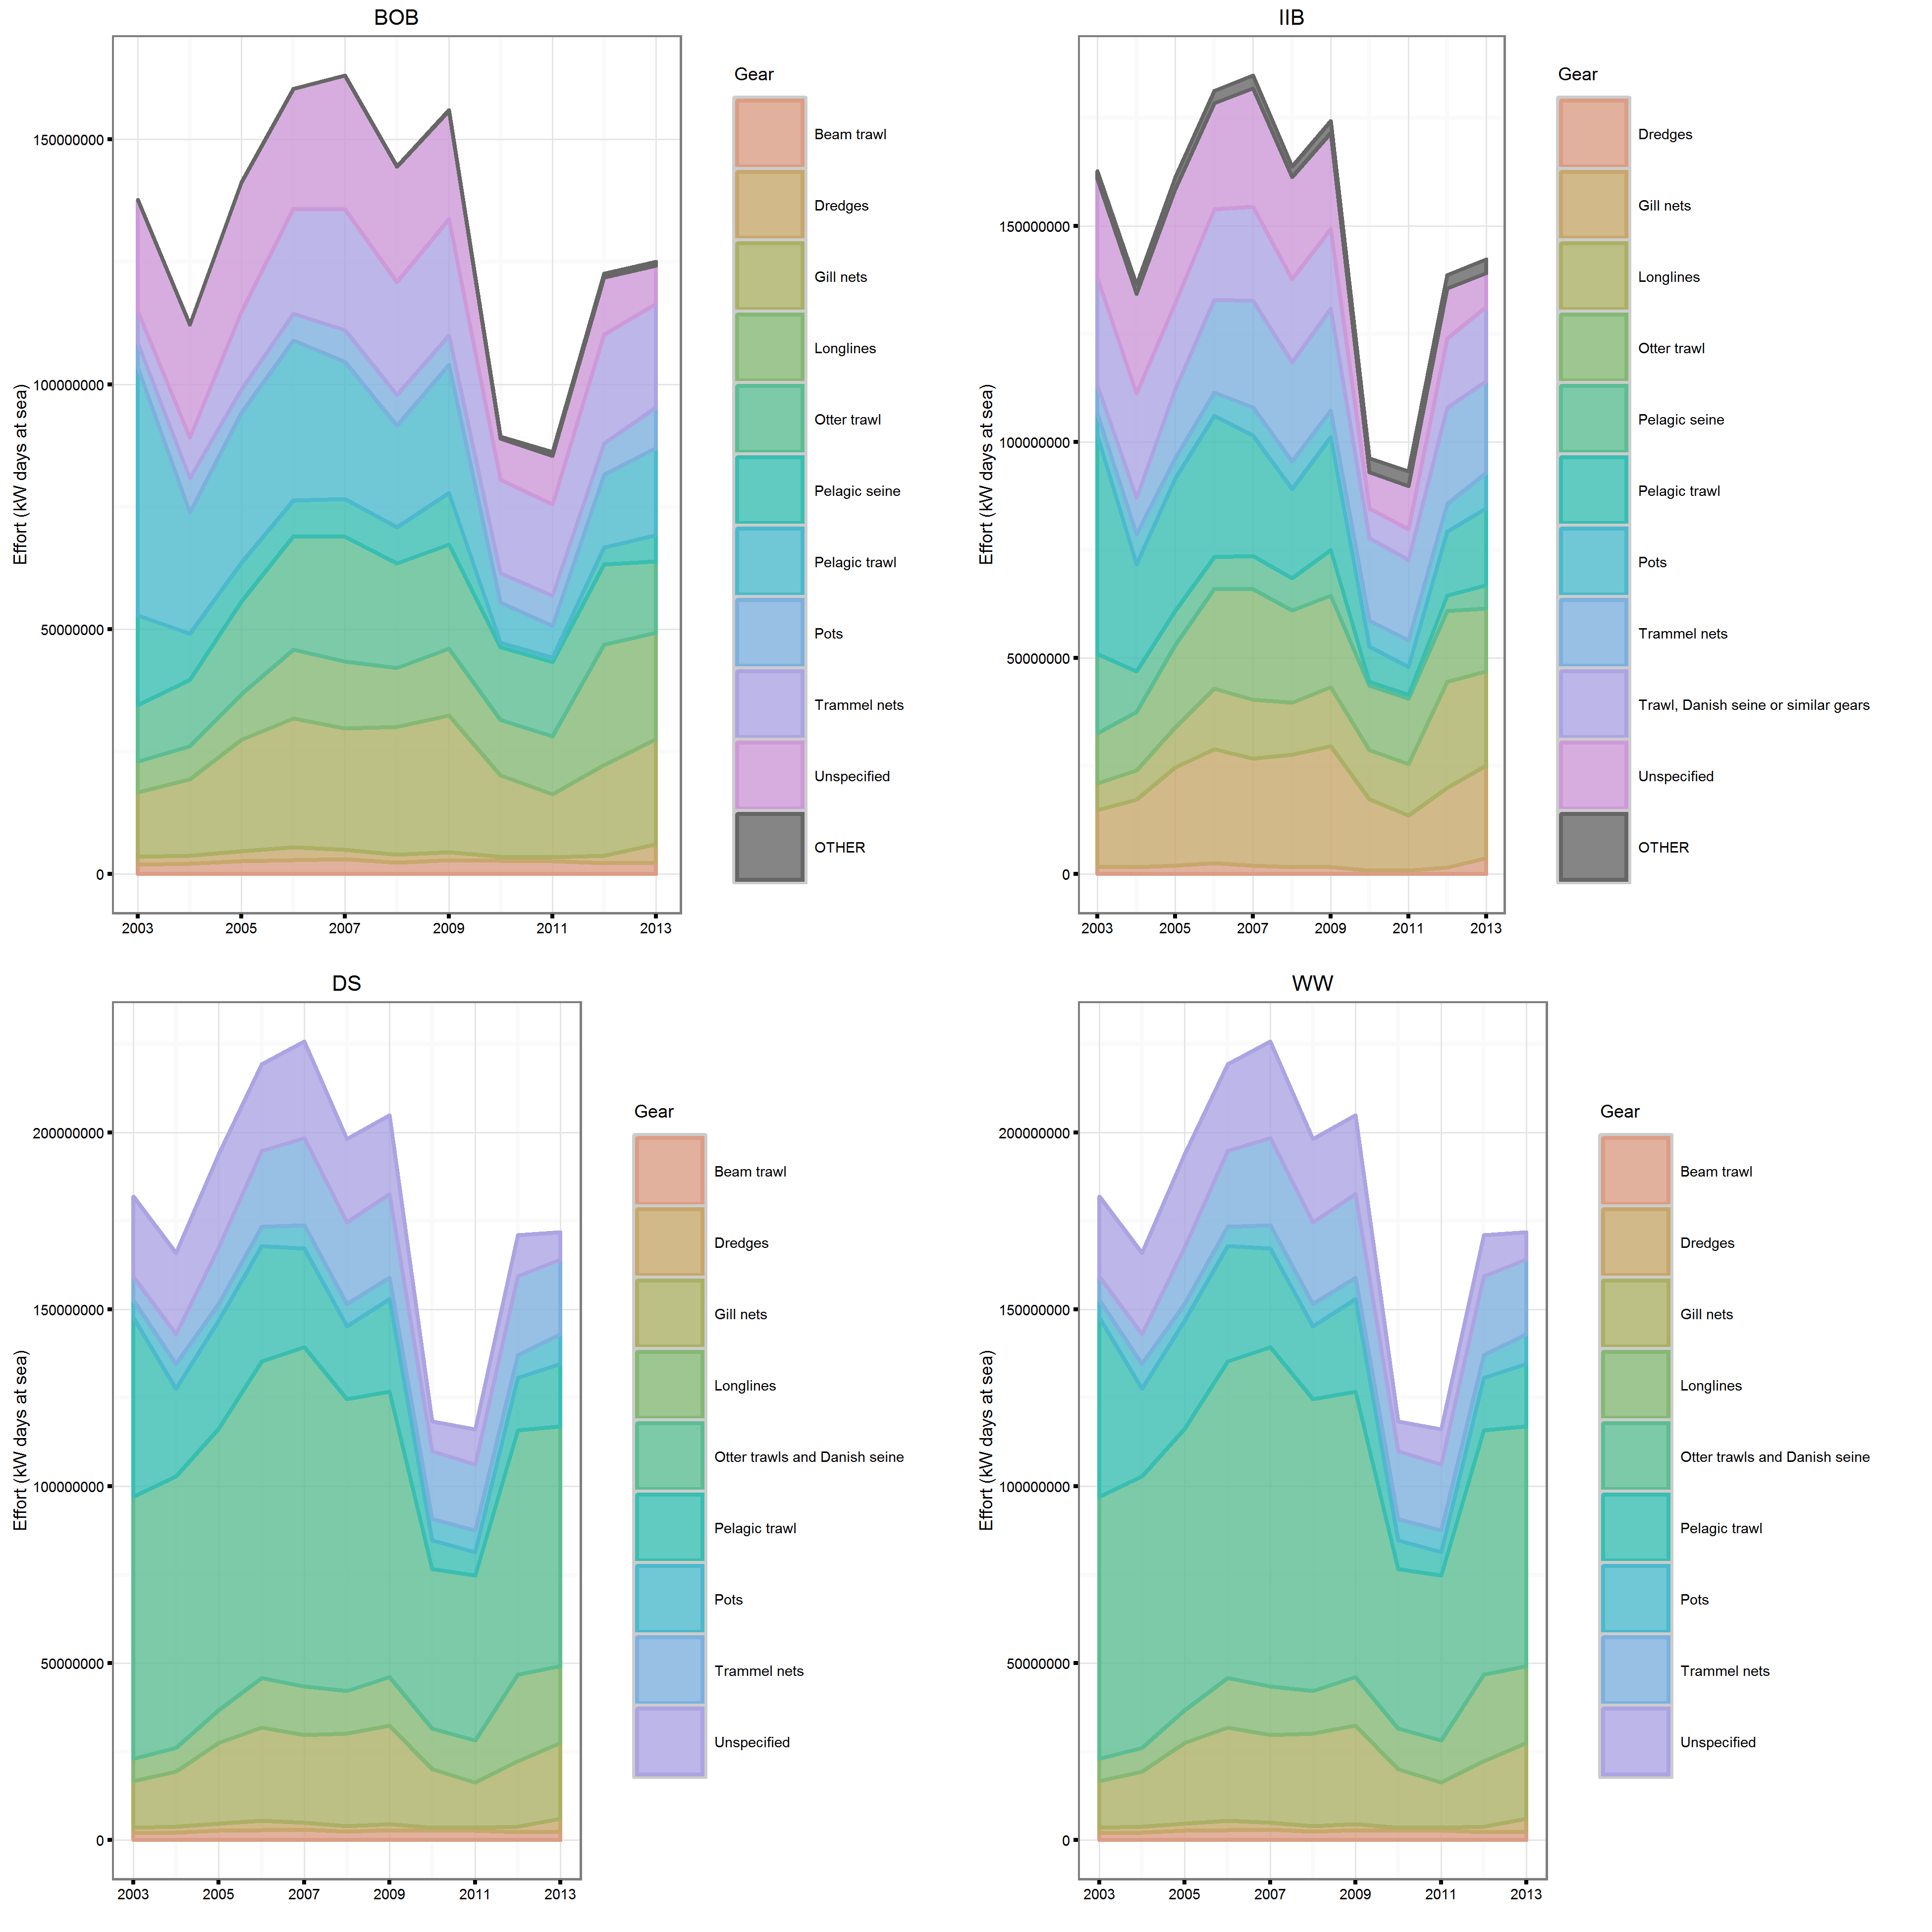 BOB
Effort (kW days at sea)
150000000
100000000
50000000
0
2003 2005 2007 2009 2011 2013
Gear
Beam trawl
Dredges
Gill nets
Longlines
Otter trawl
Pelagic seine
Pelagic trawl
Pots
Trammel nets
Unspecified
OTHER
IIB
Effort (kW days at sea)
150000000
100000000
50000000
0
2003 2005 2007 2009 2011 2013
Gear
Dredges
Gill nets
Longlines
Otter trawl
Pelagic seine
Pelagic trawl
Pots
Trammel nets
Trawl, Danish seine or similar gears
Unspecified
OTHER
DS
Effort (kW days at sea)
200000000
150000000
100000000
50000000
0
2003 2005 2007 2009 2011 2013
Gear
Beam trawl
Dredges
Gill nets
Longlines
Otter trawls and Danish seine
Pelagic trawl
Pots
Trammel nets
Unspecified
WW
Effort (kW days at sea)
200000000
150000000
100000000
50000000
0
2003 2005 2007 2009 2011 2013
Gear
Beam trawl
Dredges
Gill nets
Longlines
Otter trawls and Danish seine
Pelagic trawl
Pots
Trammel nets
Unspecified